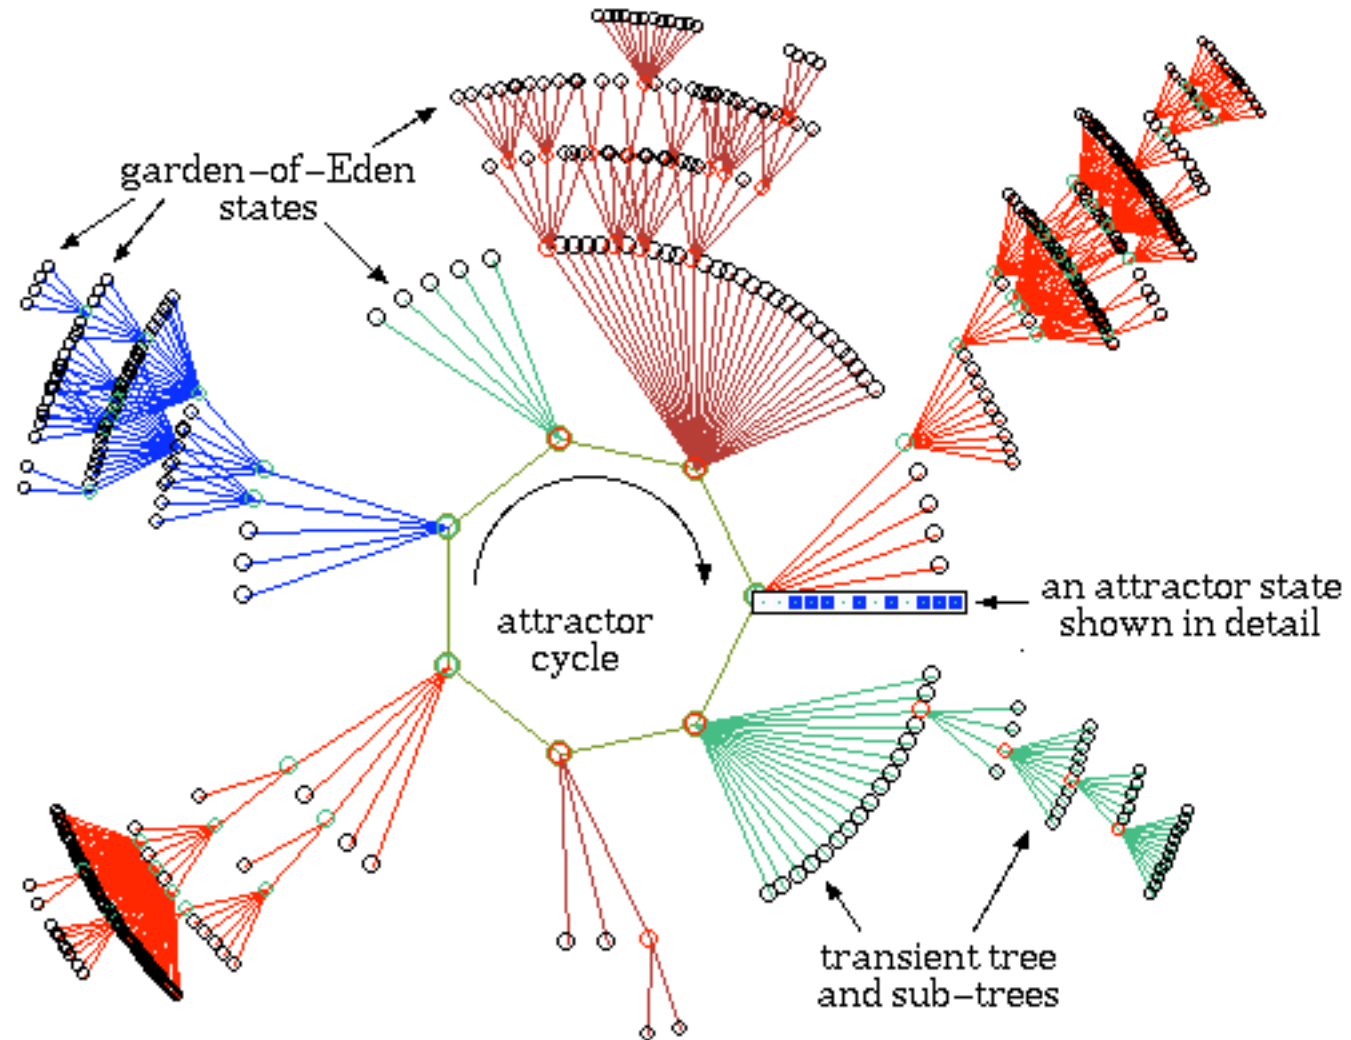 garden-of-Eden
states
attractor
cycle
an attractor state
shown in detail
transient tree
and sub-trees